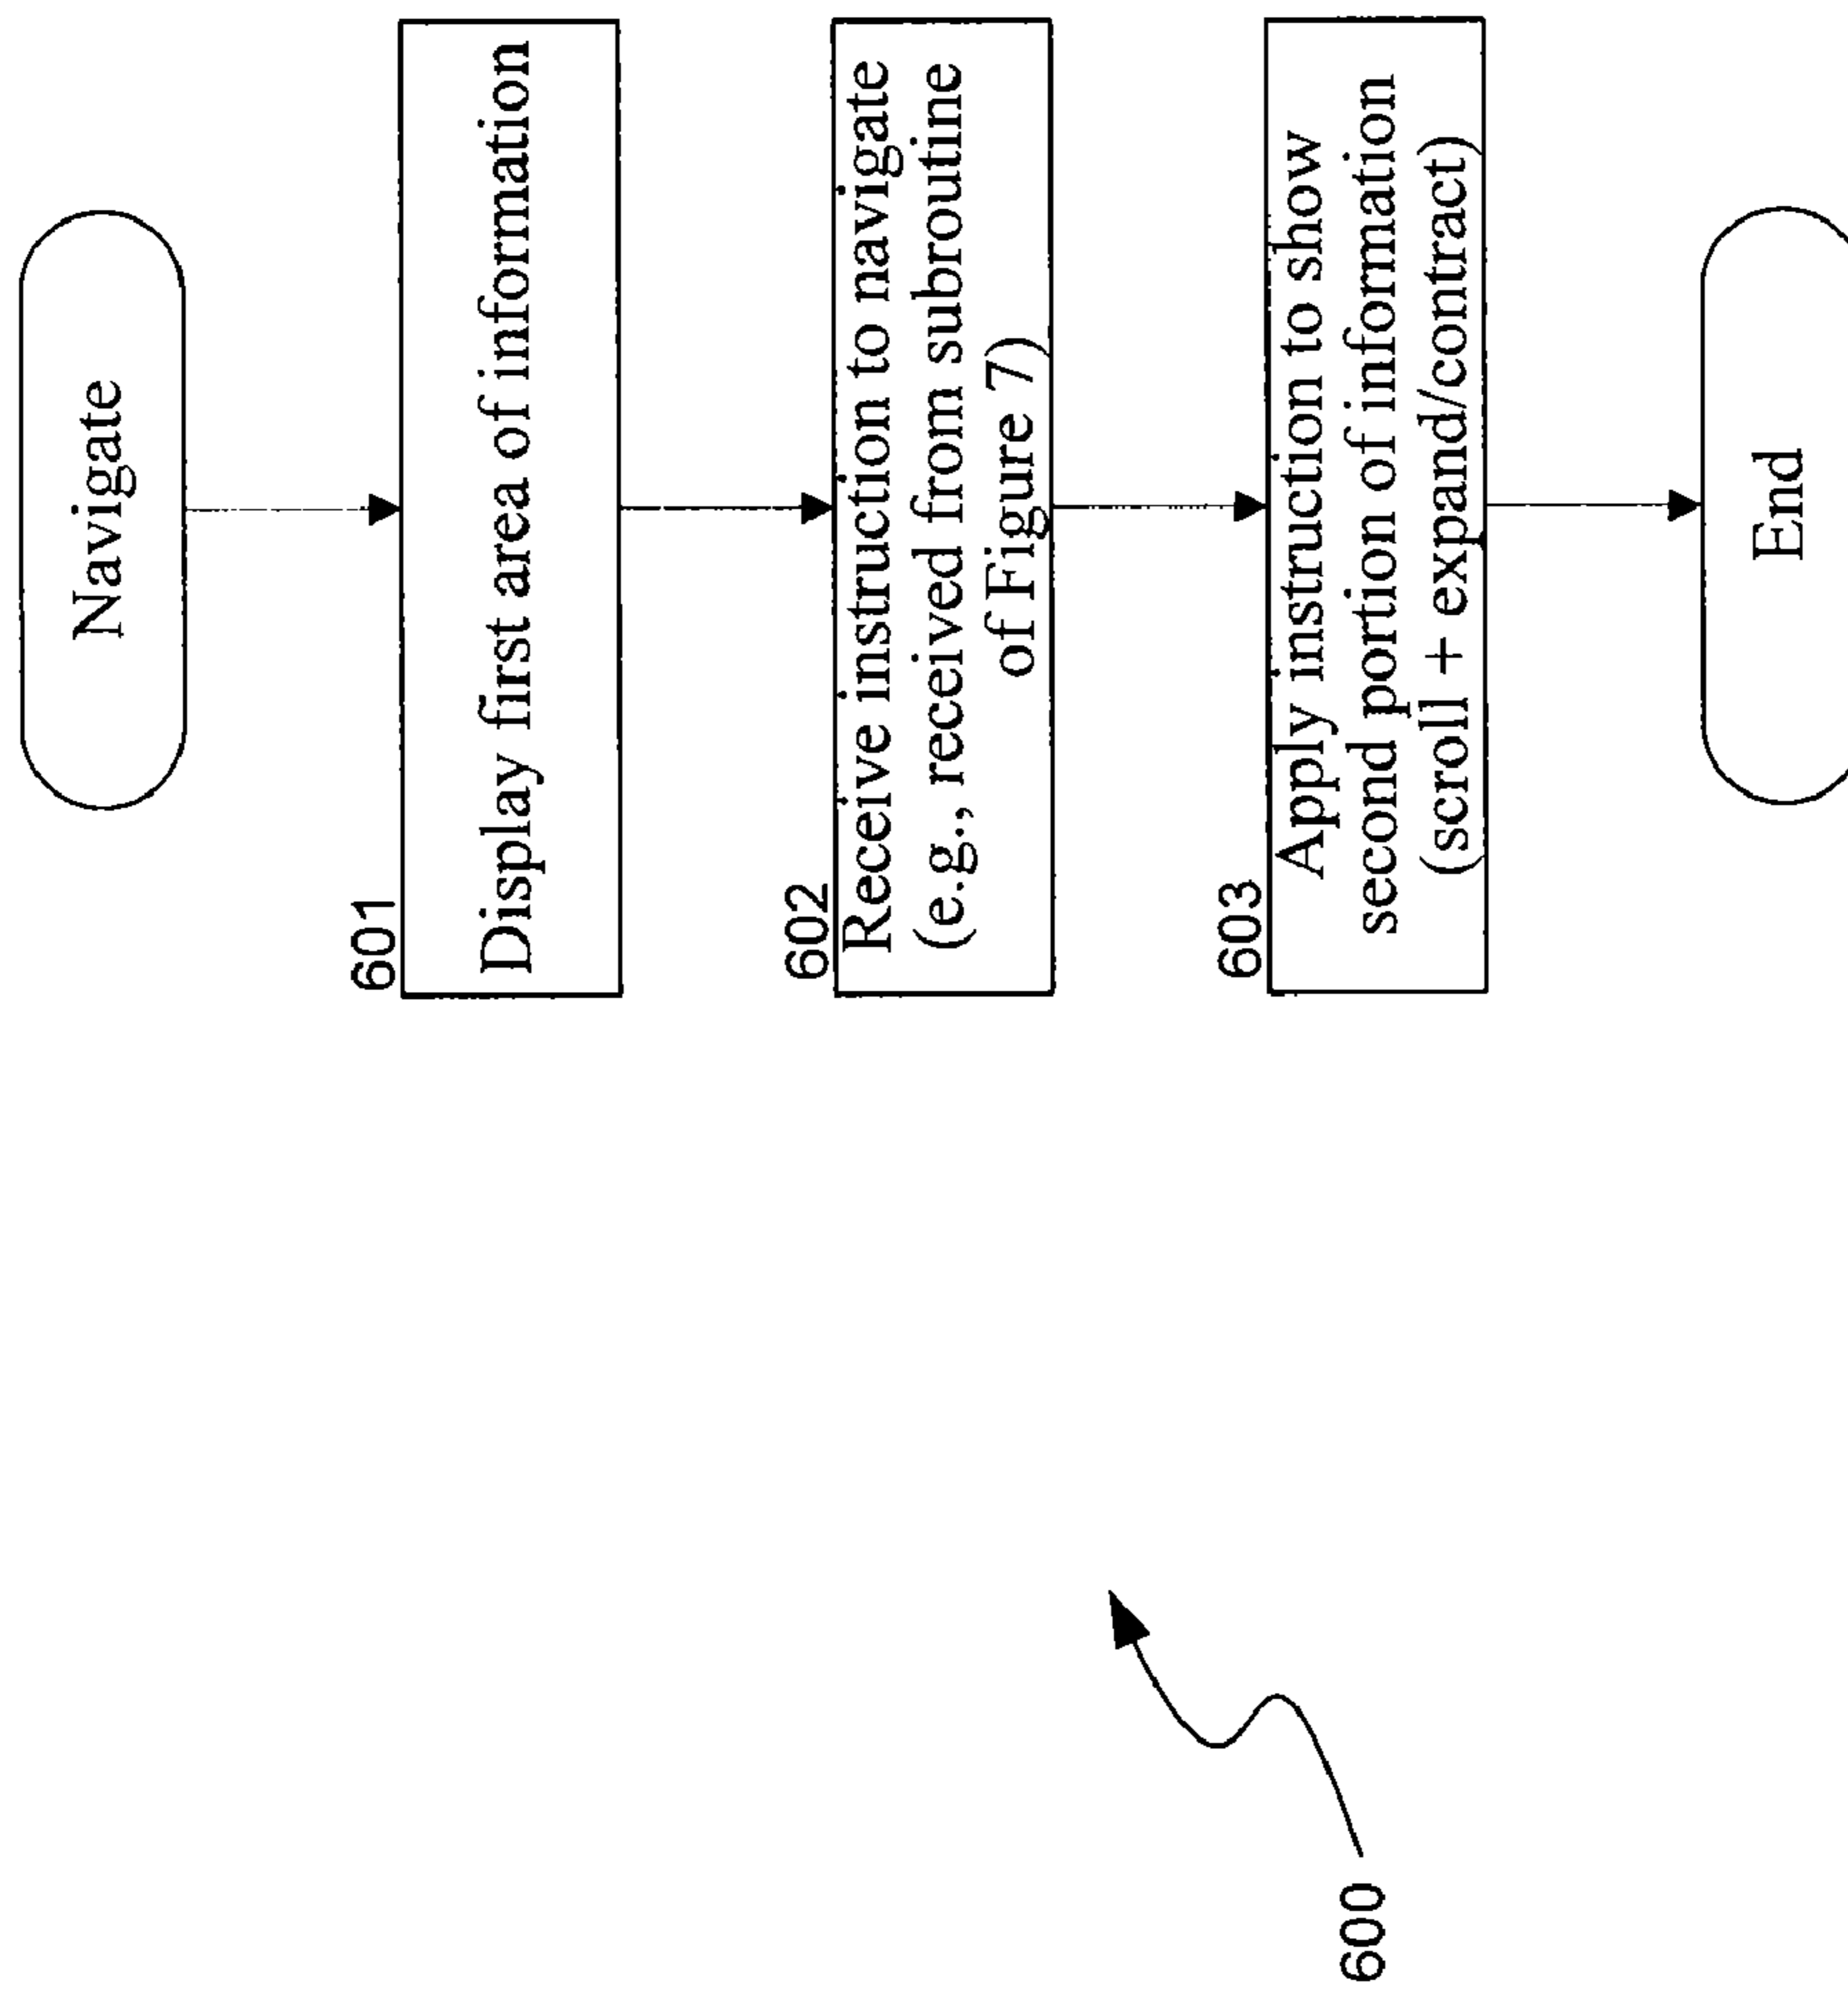 Navigate
601
Display first area of information
602
Receive instruction to navigate
(e.g., received from subroutine
of Figure 7)
603
Apply instruction to show
second portion of information
(scroll + expand/contract)
End
600